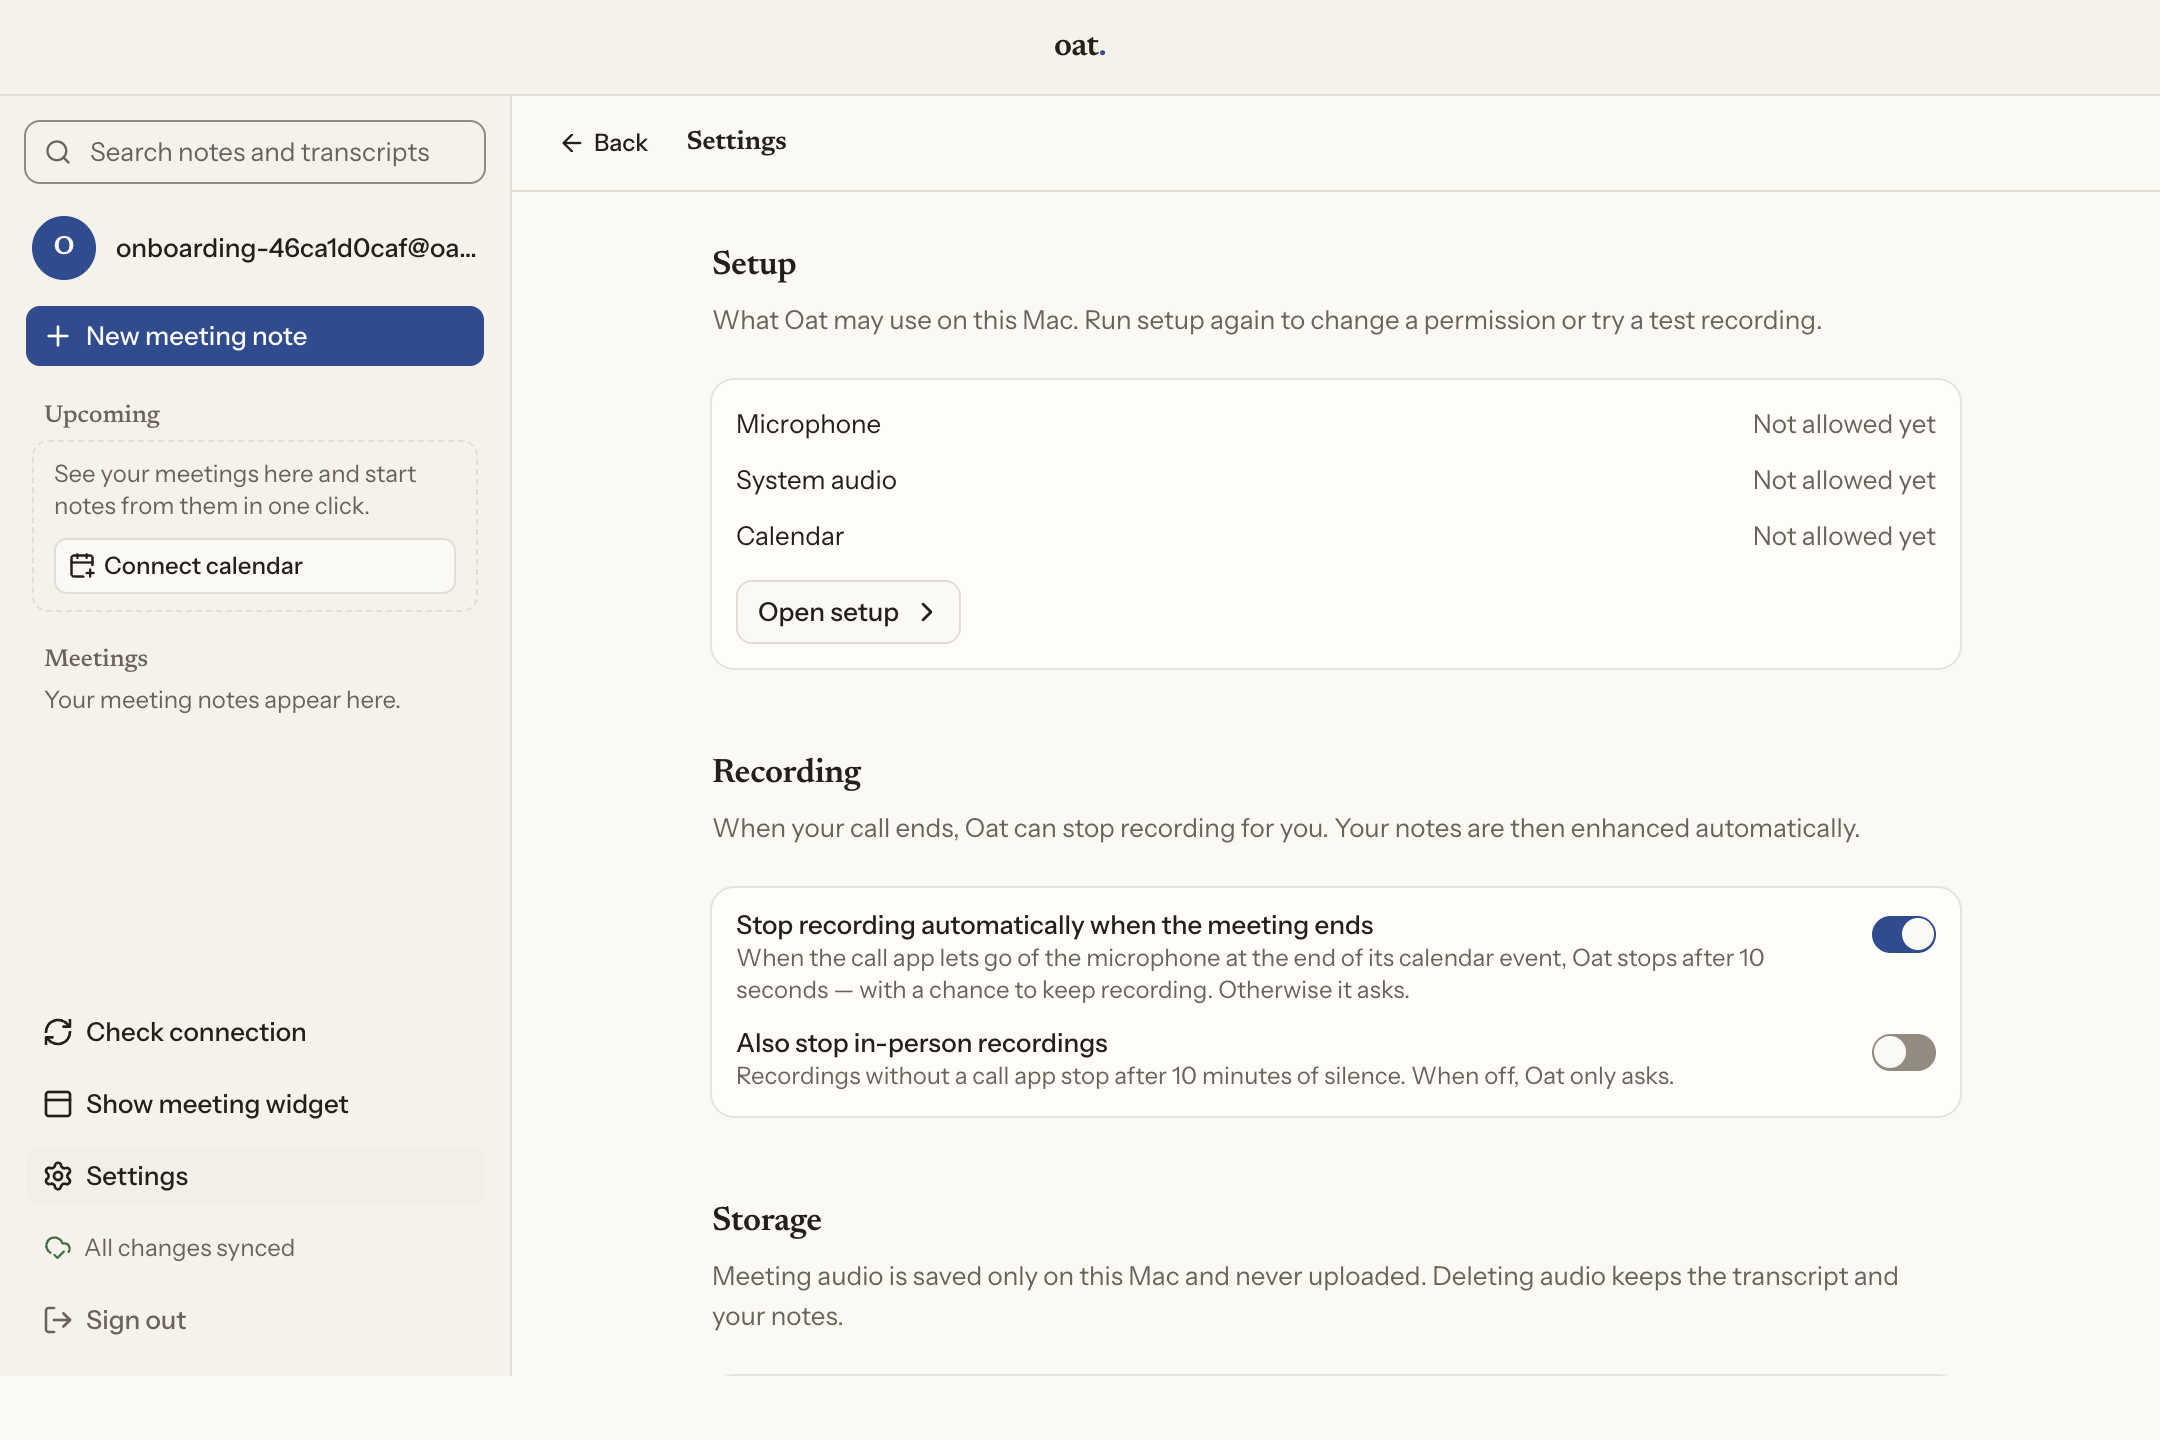 oat.
Search notes and transcripts
O
onboarding-46ca1d0caf@oa...
New meeting note
Upcoming
See your meetings here and start
notes from them in one click.
Connect calendar
Meetings
Your meeting notes appear here.
Check connection
Show meeting widget
Settings
All changes synced
Sign out
Back
Settings
Setup
What Oat may use on this Mac. Run setup again to change a permission or try a test recording.
Microphone Not allowed yet
System audio Not allowed yet
Calendar Not allowed yet
Open setup
Recording
When your call ends, Oat can stop recording for you. Your notes are then enhanced automatically.
Stop recording automatically when the meeting ends
When the call app lets go of the microphone at the end of its calendar event, Oat stops after 10
seconds — with a chance to keep recording. Otherwise it asks.
Also stop in-person recordings
Recordings without a call app stop after 10 minutes of silence. When off, Oat only asks.
Storage
Meeting audio is saved only on this Mac and never uploaded. Deleting audio keeps the transcript and
your notes.